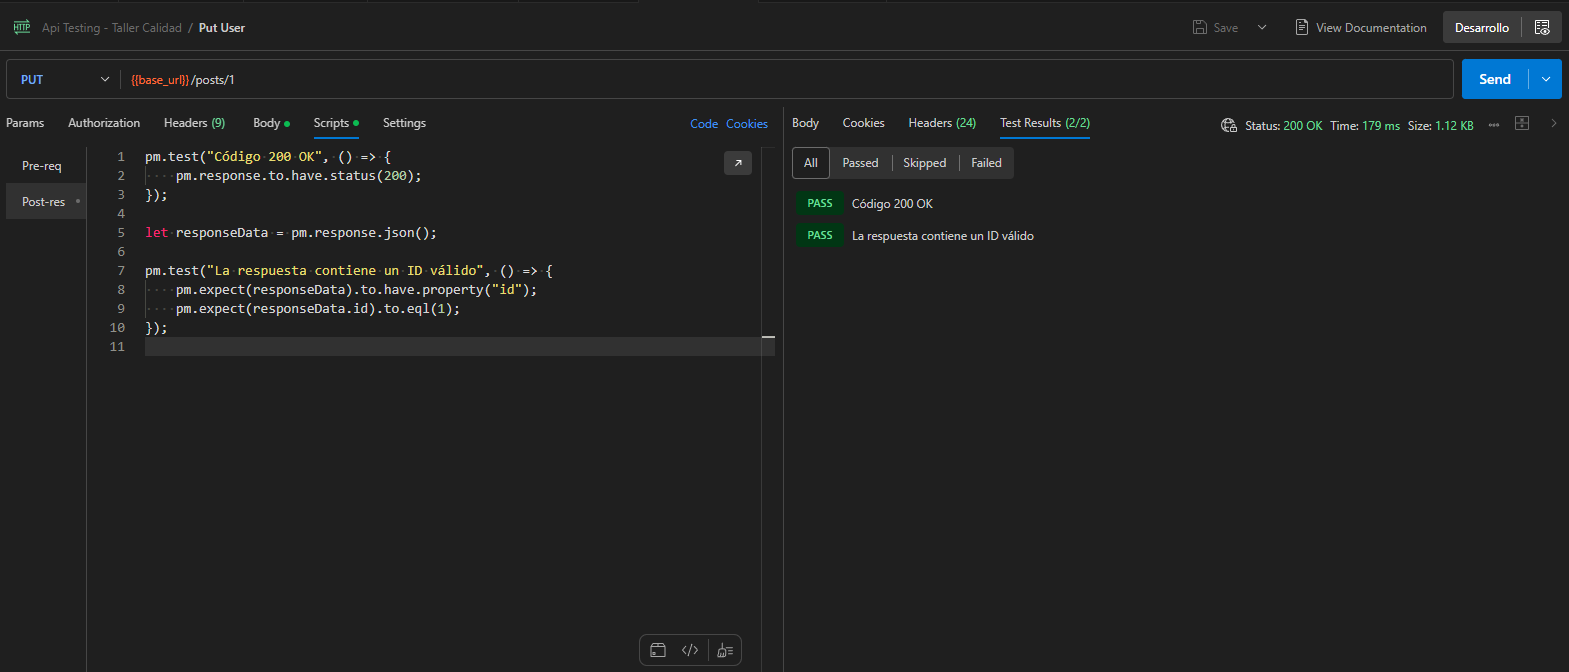 HTTP Api Testing - Taller Calidad / Put User
Save View Documentation Desarrollo
PUT {{base_url}}/posts/1 Send
Params Authorization Headers (9) Body Scripts Settings Code Cookies
Pre-req
Post-res
1 pm.test("Código 200 OK", () => {
2 pm.response.to.have.status(200);
3 });
4
5 let responseData = pm.response.json();
6
7 pm.test("La respuesta contiene un ID válido", () => {
8 pm.expect(responseData).to.have.property("id");
9 pm.expect(responseData.id).to.eql(1);
10 });
11
Body Cookies Headers (24) Test Results (2/2) Status: 200 OK Time: 179 ms Size: 1.12 KB
All Passed Skipped Failed
PASS Código 200 OK
PASS La respuesta contiene un ID válido